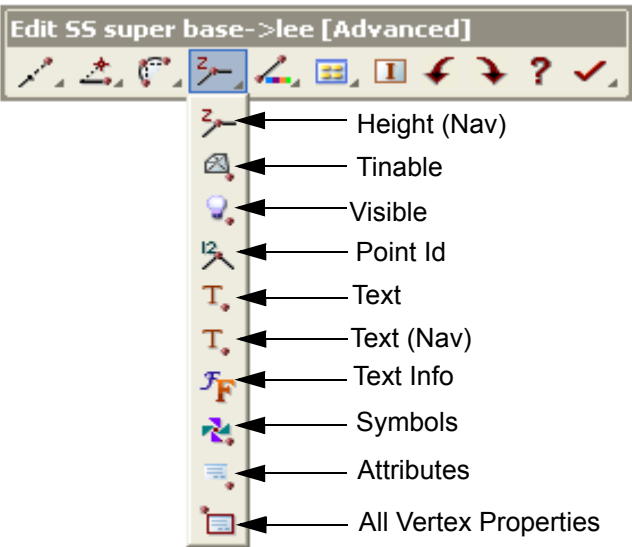 Edit SS super base->lee [Advanced]
Z I ?
Z Height (Nav)
Tinable
Visible
12 Point Id
T Text
T Text (Nav)
F F Text Info
Symbols
Attributes
All Vertex Properties